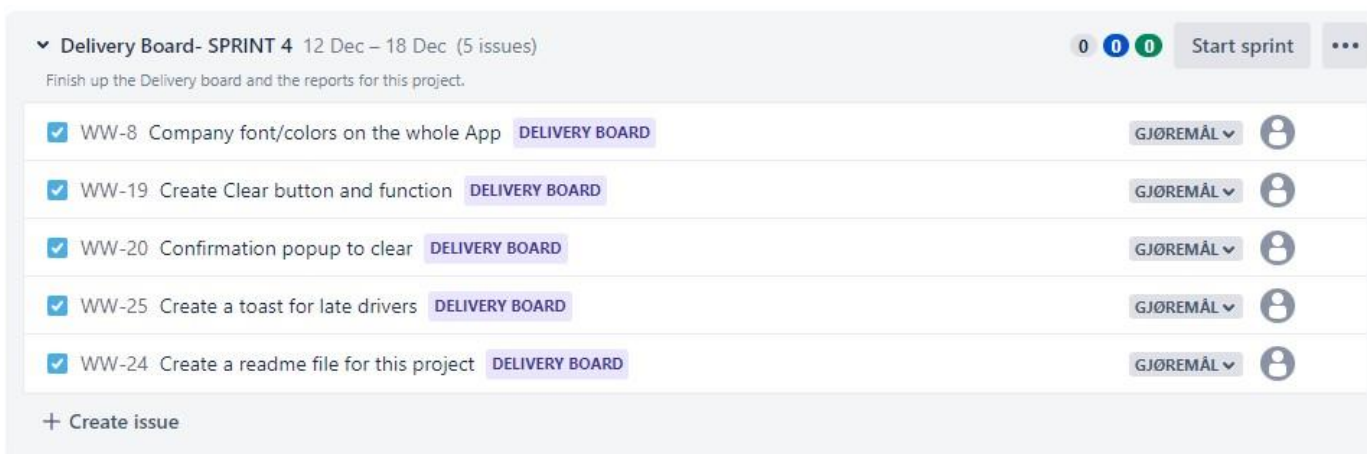 Delivery Board- SPRINT 4 12 Dec – 18 Dec (5 issues) 0 0 0 Start sprint
Finish up the Delivery board and the reports for this project.
WW-8 Company font/colors on the whole App DELIVERY BOARD GJØREMÅL
WW-19 Create Clear button and function DELIVERY BOARD GJØREMÅL
WW-20 Confirmation popup to clear DELIVERY BOARD GJØREMÅL
WW-25 Create a toast for late drivers DELIVERY BOARD GJØREMÅL
WW-24 Create a readme file for this project DELIVERY BOARD GJØREMÅL
+ Create issue